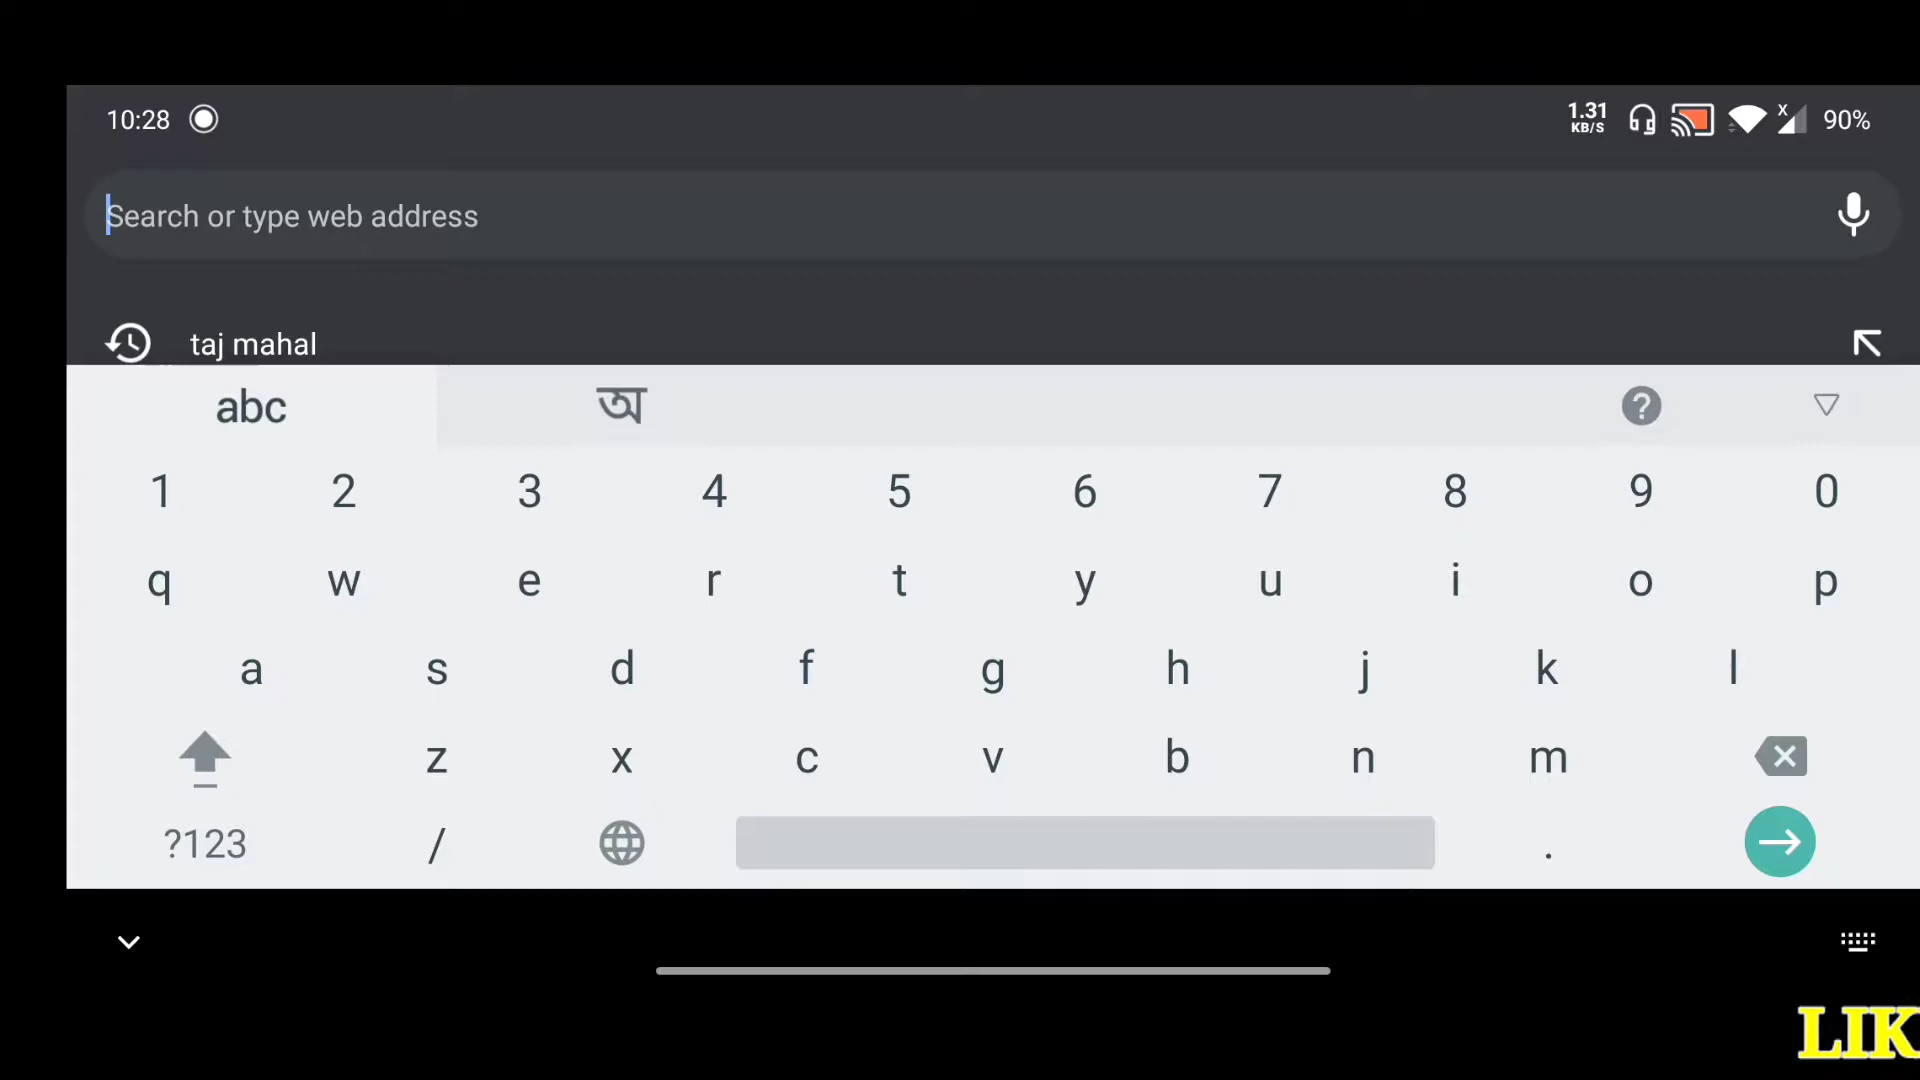 10:28 1.31 KB/S x 90%
Search or type web address
taj mahal
abc অ ?
1 2 3 4 5 6 7 8 9 0
q w e r t y u i o p
a s d f g h j k l
z x c v b n m
?123 / .
LIK